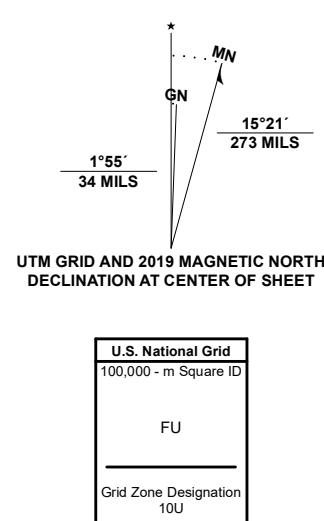 ★
MN
GN
15°21´
273 MILS
1°55´
34 MILS
UTM GRID AND 2019 MAGNETIC NORTH
DECLINATION AT CENTER OF SHEET
U.S. National Grid
100,000 - m Square ID
FU
Grid Zone Designation
10U